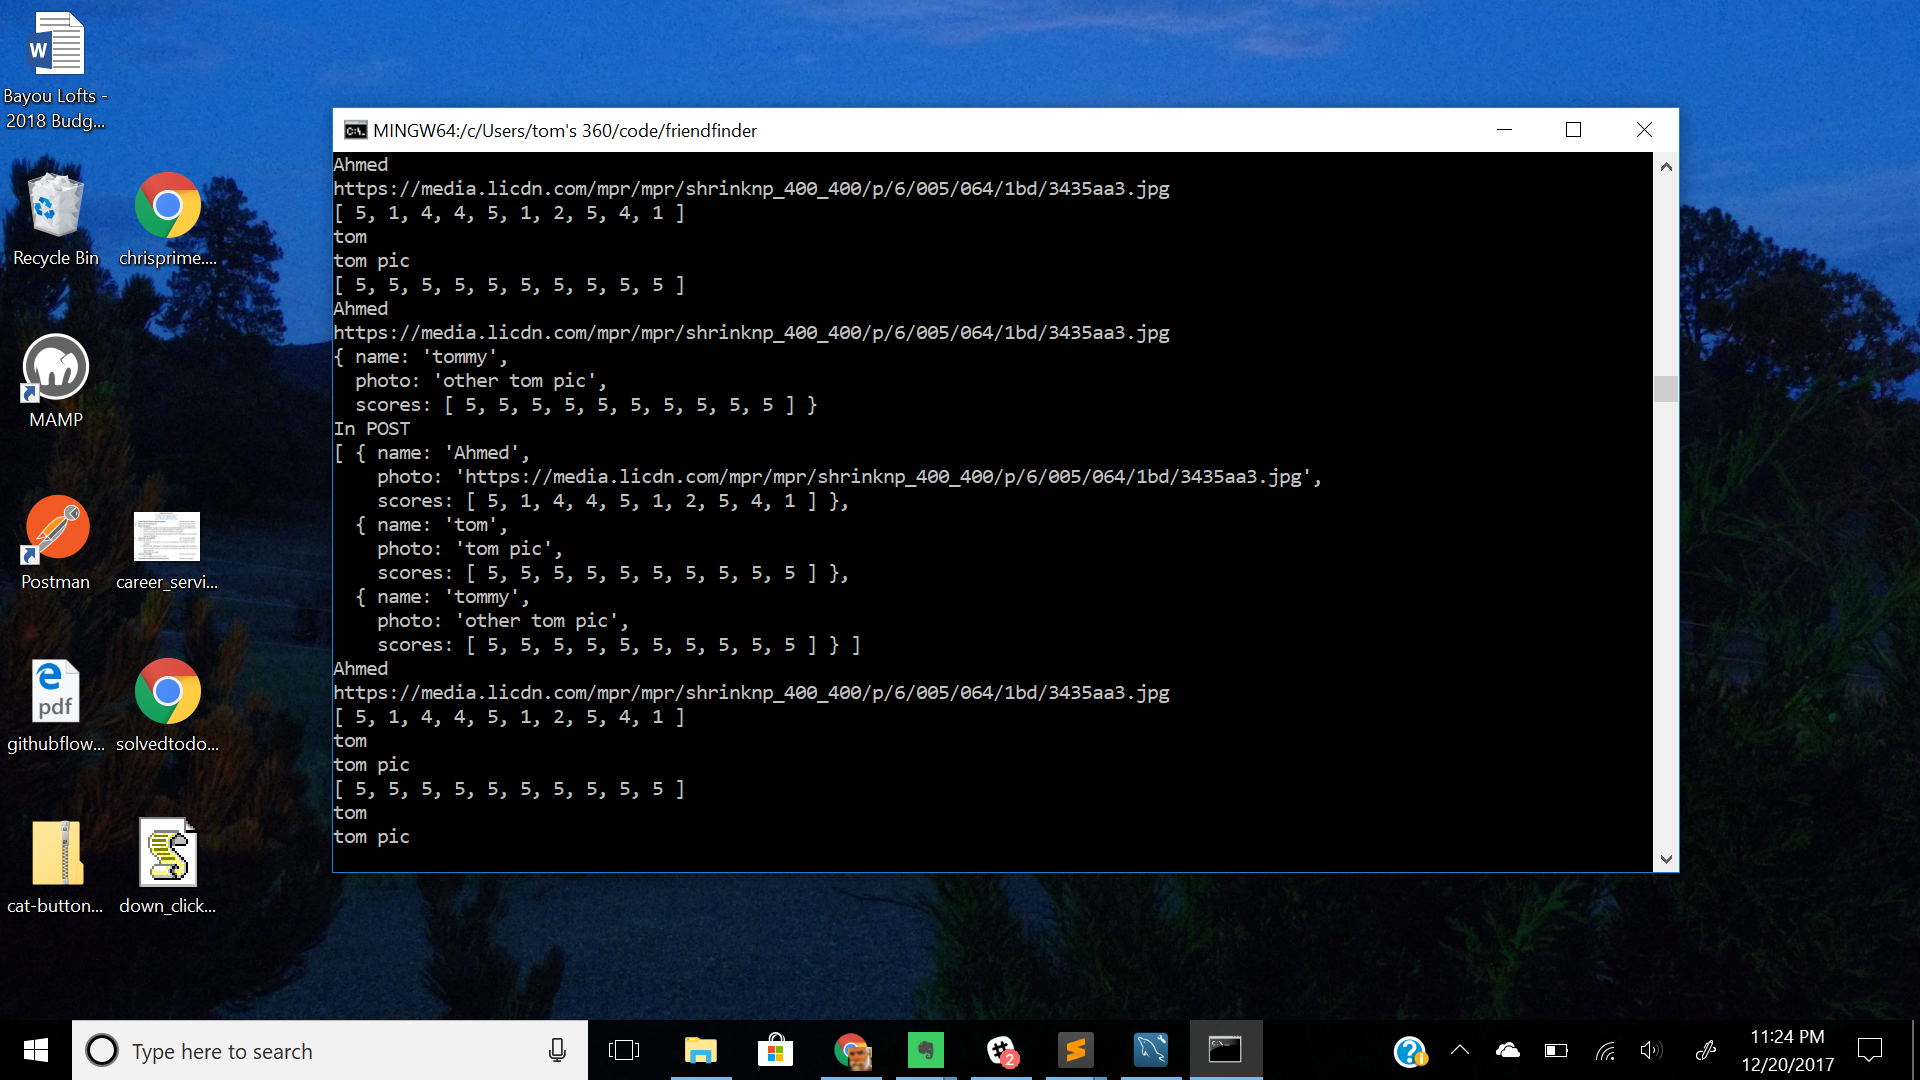 Bayou Lofts -
2018 Budg...
Recycle Bin
chrisprime....
MAMP
Postman
career_servi...
pdf
githubflow...
solvedtodo...
cat-button...
down_click...
MINGW64:/c/Users/tom's 360/code/friendfinder
Ahmed
https://media.licdn.com/mpr/mpr/shrinknp_400_400/p/6/005/064/1bd/3435aa3.jpg
[ 5, 1, 4, 4, 5, 1, 2, 5, 4, 1 ]
tom
tom pic
[ 5, 5, 5, 5, 5, 5, 5, 5, 5, 5 ]
Ahmed
https://media.licdn.com/mpr/mpr/shrinknp_400_400/p/6/005/064/1bd/3435aa3.jpg
{ name: 'tommy',
  photo: 'other tom pic',
  scores: [ 5, 5, 5, 5, 5, 5, 5, 5, 5, 5 ] }
In POST
[ { name: 'Ahmed',
    photo: 'https://media.licdn.com/mpr/mpr/shrinknp_400_400/p/6/005/064/1bd/3435aa3.jpg',
    scores: [ 5, 1, 4, 4, 5, 1, 2, 5, 4, 1 ] },
  { name: 'tom',
    photo: 'tom pic',
    scores: [ 5, 5, 5, 5, 5, 5, 5, 5, 5, 5 ] },
  { name: 'tommy',
    photo: 'other tom pic',
    scores: [ 5, 5, 5, 5, 5, 5, 5, 5, 5, 5 ] } ]
Ahmed
https://media.licdn.com/mpr/mpr/shrinknp_400_400/p/6/005/064/1bd/3435aa3.jpg
[ 5, 1, 4, 4, 5, 1, 2, 5, 4, 1 ]
tom
tom pic
[ 5, 5, 5, 5, 5, 5, 5, 5, 5, 5 ]
tom
tom pic
Type here to search
2
11:24 PM
12/20/2017